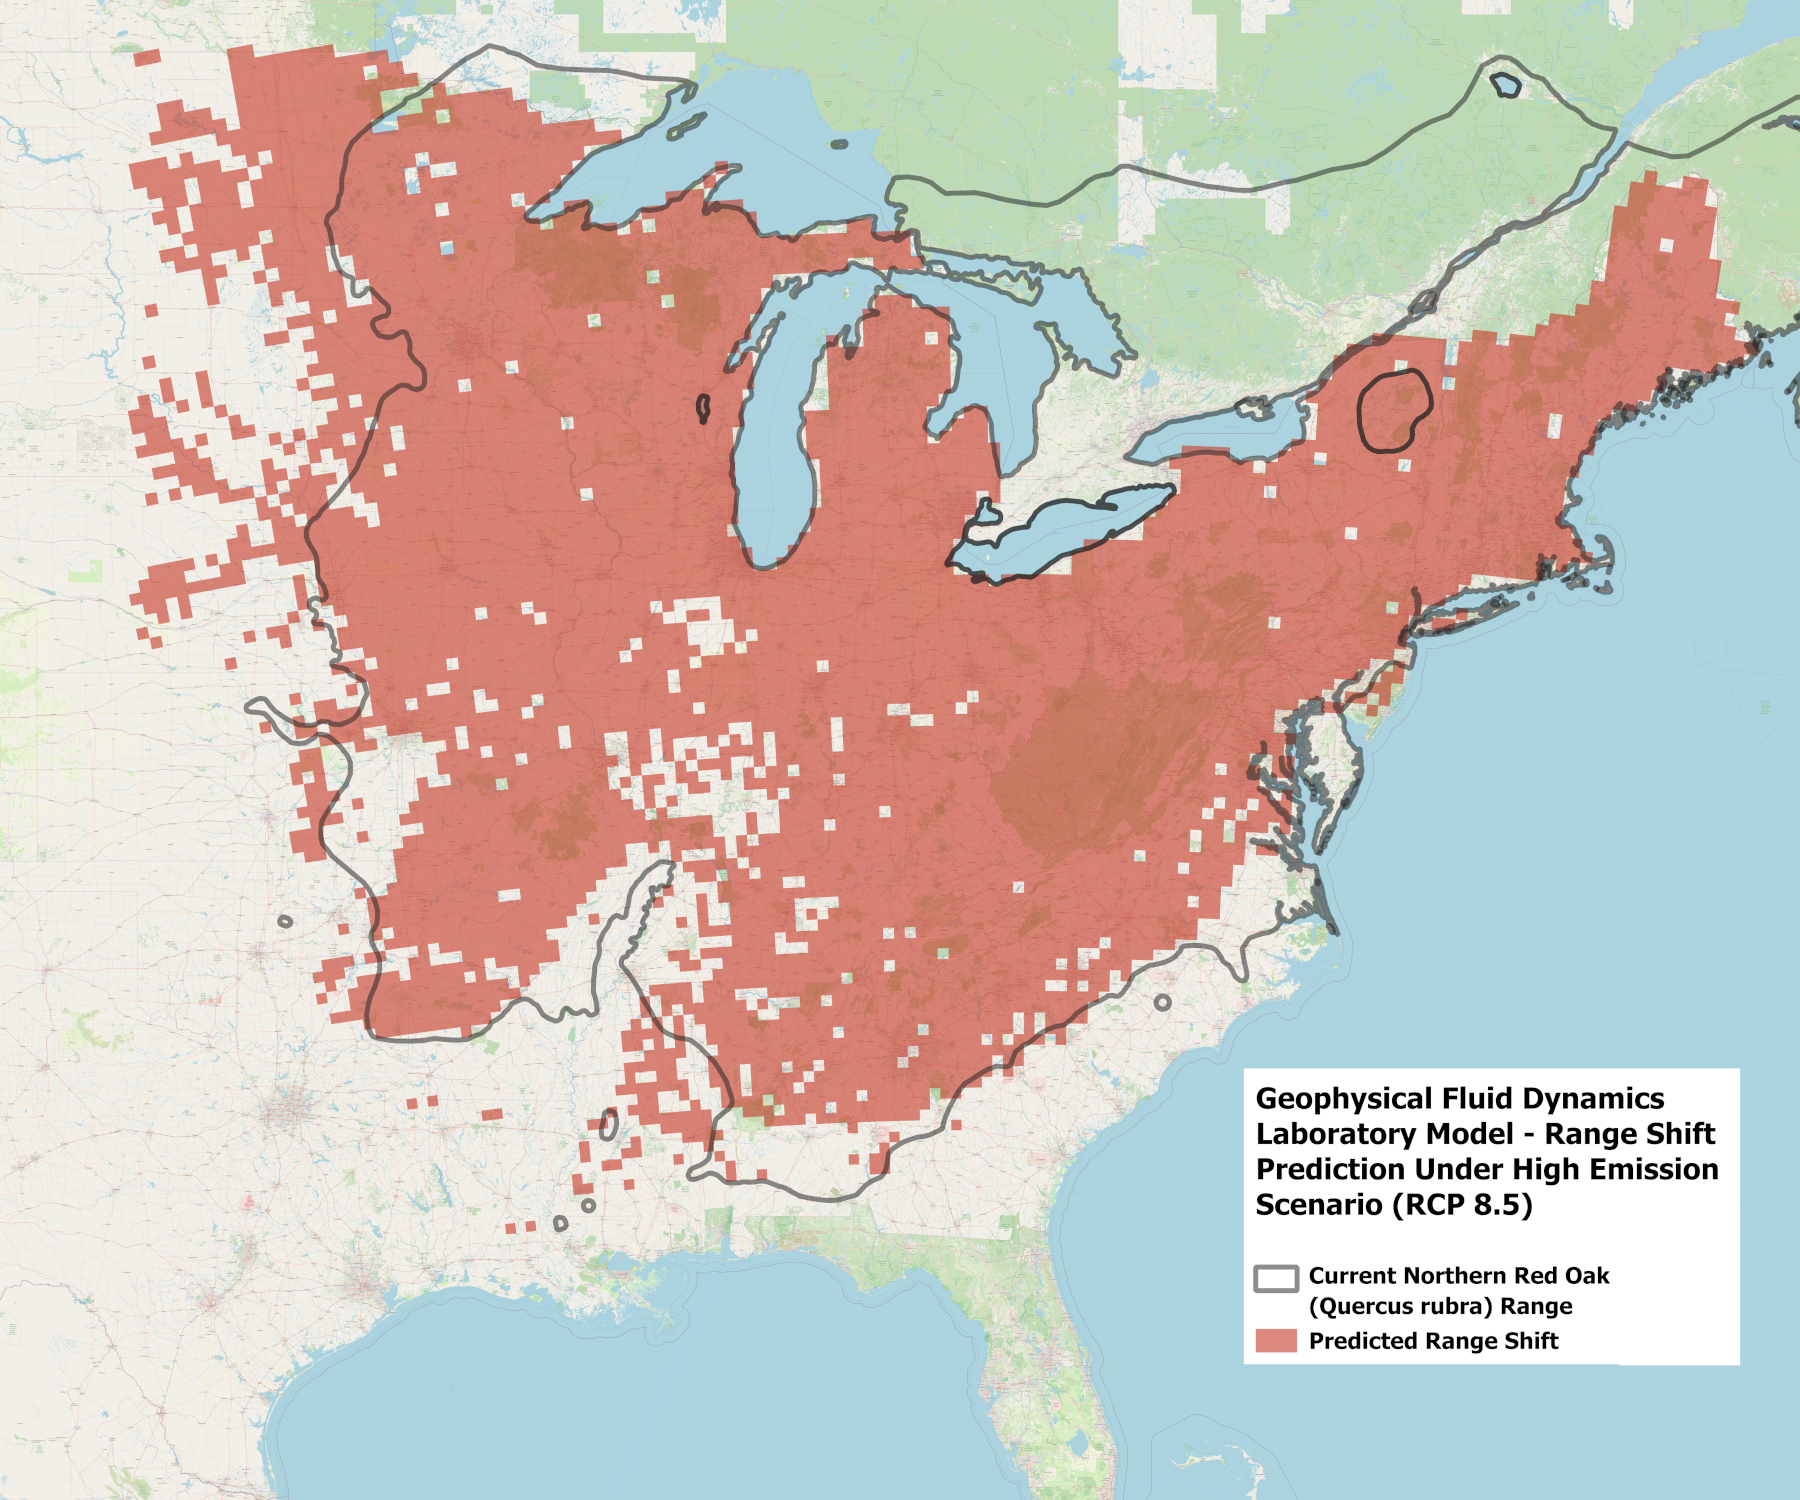 Geophysical Fluid Dynamics
Laboratory Model - Range Shift
Prediction Under High Emission
Scenario (RCP 8.5)
Current Northern Red Oak
(Quercus rubra) Range
Predicted Range Shift